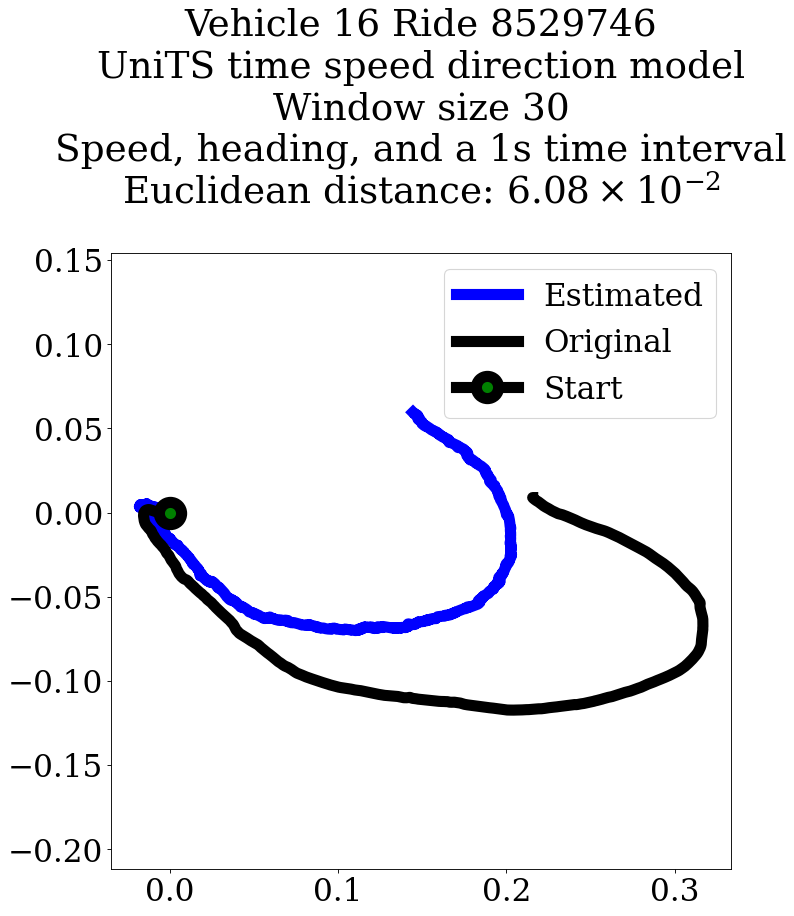 Vehicle 16 Ride 8529746
UniTS time speed direction model
Window size 30
Speed, heading, and a 1s time interval
Euclidean distance: 6.08 × 10⁻²
0.15
Estimated
0.10
Original
Start
0.05
0.00
−0.05
−0.10
−0.15
−0.20
0.0 0.1 0.2 0.3